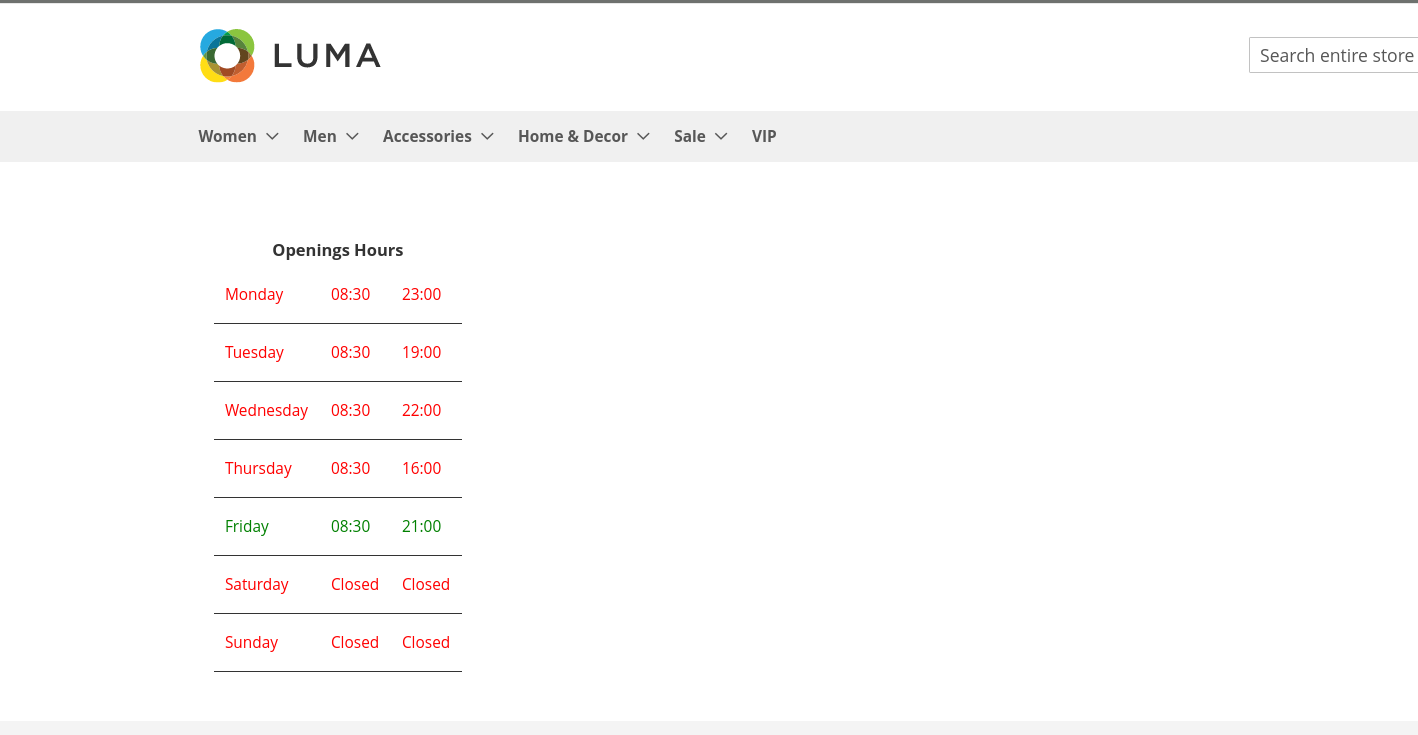 LUMA
Search entire store
Women Men Accessories Home & Decor Sale VIP
Openings Hours
Monday 08:30 23:00
Tuesday 08:30 19:00
Wednesday 08:30 22:00
Thursday 08:30 16:00
Friday 08:30 21:00
Saturday Closed Closed
Sunday Closed Closed